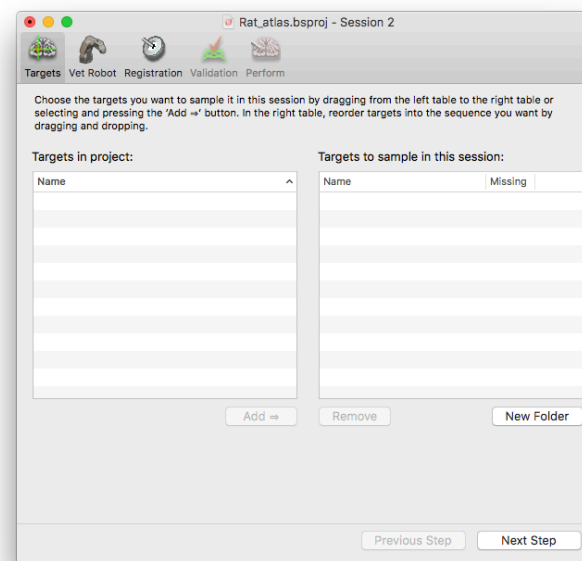 Rat_atlas.bsproj - Session 2
Targets Vet Robot Registration Validation Perform
Choose the targets you want to sample it in this session by dragging from the left table to the right table or
selecting and pressing the 'Add ⇒' button. In the right table, reorder targets into the sequence you want by
dragging and dropping.
Targets in project: Targets to sample in this session:
Name Name Missing
Add ⇒ Remove New Folder
Previous Step Next Step